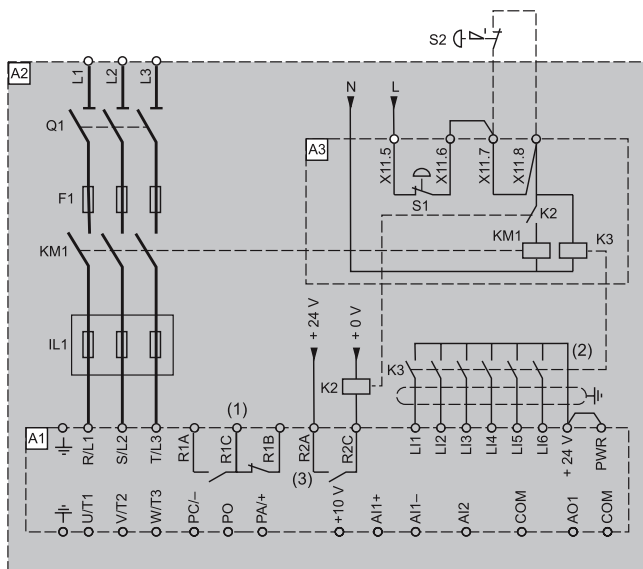 S2
A2
L1 L2 L3
N L
Q1
A3
X11.5 X11.6 X11.7 X11.8
F1
S1
K2
KM1
KM1 K3
+ 24 V + 0 V
IL1
K2
K3
(2)
A1
(1)
R/L1 S/L2 T/L3 R1A R1C R1B R2A R2C LI1 LI2 LI3 LI4 LI5 LI6 + 24 V PWR
(3)
U/T1 V/T2 W/T3 PC/– PO PA/+ +10 V AI1+ AI1– AI2 COM AO1 COM